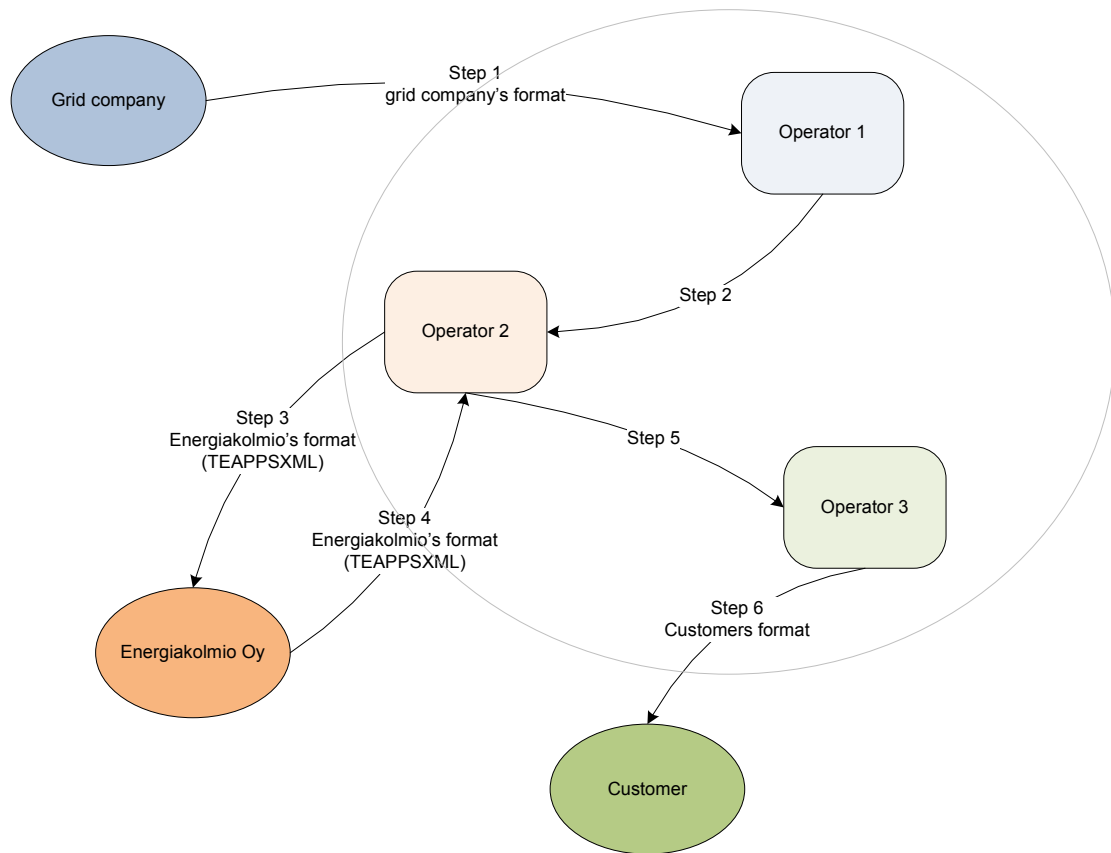 Step 1
grid company's format
Grid company
Operator 1
Step 2
Operator 2
Step 3
Energiakolmio's format
(TEAPPSXML)
Step 5
Operator 3
Step 4
Energiakolmio's format
(TEAPPSXML)
Step 6
Customers format
Energiakolmio Oy
Customer